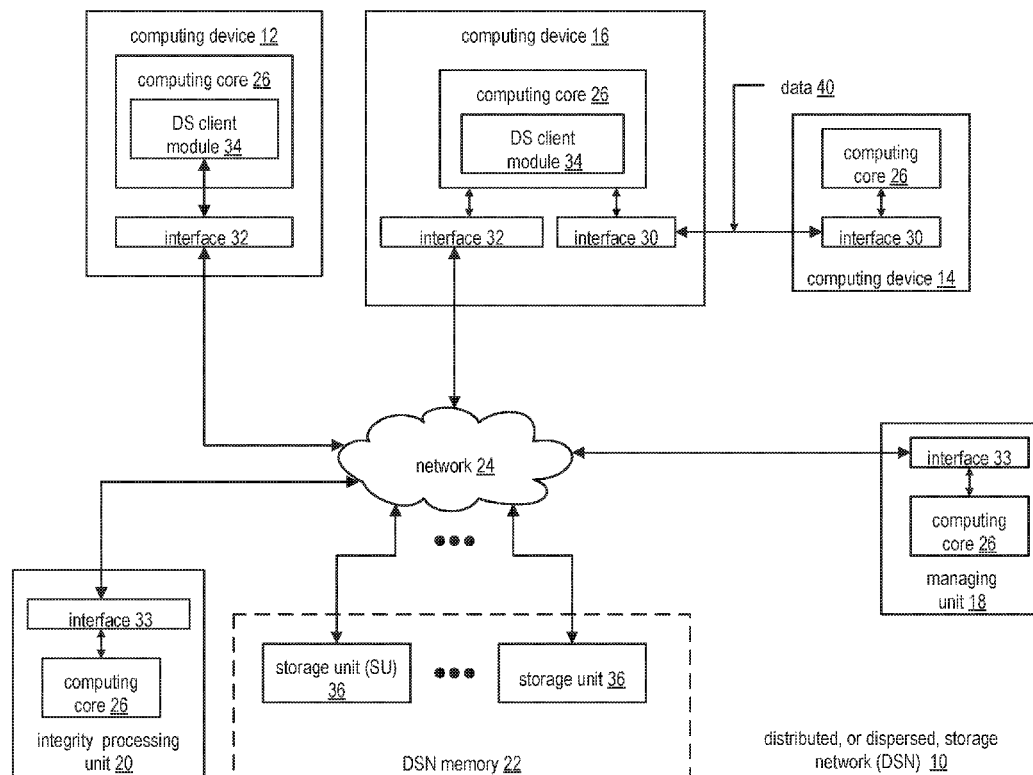 computing device 12
computing core 26
DS client
module 34
interface 32
computing device 16
computing core 26
DS client
module 34
interface 32
interface 30
data 40
computing
core 26
interface 30
computing device 14
network 24
interface 33
computing
core 26
managing
unit 18
interface 33
computing
core 26
integrity processing
unit 20
storage unit (SU)
36
storage unit 36
DSN memory 22
distributed, or dispersed, storage
network (DSN) 10